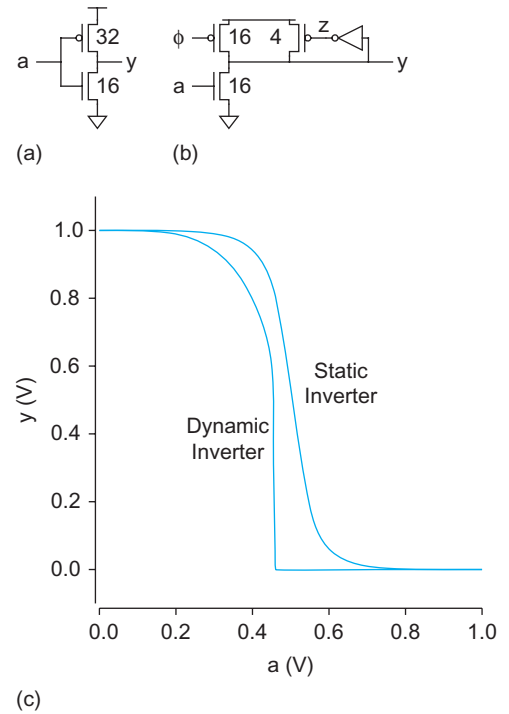 a
32
16
y
(a)
ϕ
16
4
z
a
16
y
(b)
1.0
0.8
0.6
0.4
0.2
0.0
y (V)
Static
Inverter
Dynamic
Inverter
0.0 0.2 0.4 0.6 0.8 1.0
a (V)
(c)